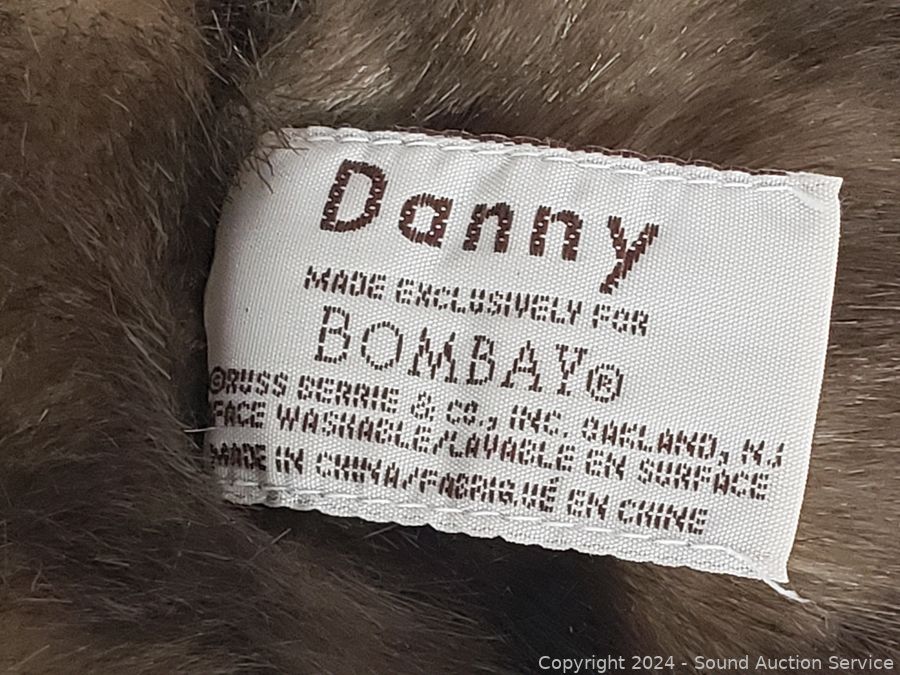 Danny
MADE EXCLUSIVELY FOR
BOMBAY®
©RUSS BERRIE & CO., INC. OAKLAND, NJ
FACE WASHABLE/LAVABLE EN SURFACE
MADE IN CHINA/FABRIQUÉ EN CHINE
Copyright © 2024 - Sound Auction Service